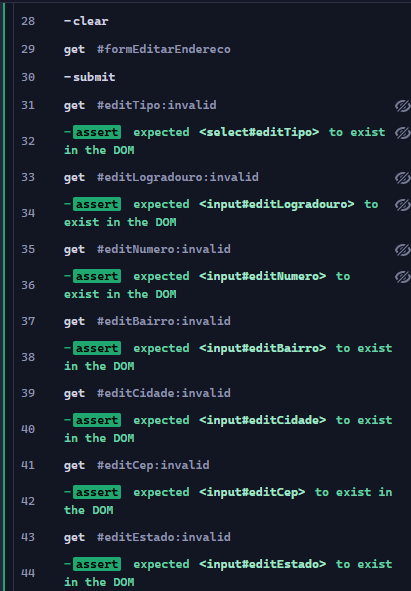 28 -clear
29 get #formEditarEndereco
30 -submit
31 get #editTipo:invalid
32 -assert expected <select#editTipo> to exist
in the DOM
33 get #editLogradouro:invalid
34 -assert expected <input#editLogradouro> to
exist in the DOM
35 get #editNumero:invalid
36 -assert expected <input#editNumero> to
exist in the DOM
37 get #editBairro:invalid
38 -assert expected <input#editBairro> to exist
in the DOM
39 get #editCidade:invalid
40 -assert expected <input#editCidade> to exist
in the DOM
41 get #editCep:invalid
42 -assert expected <input#editCep> to exist in
the DOM
43 get #editEstado:invalid
44 -assert expected <input#editEstado> to exist
in the DOM